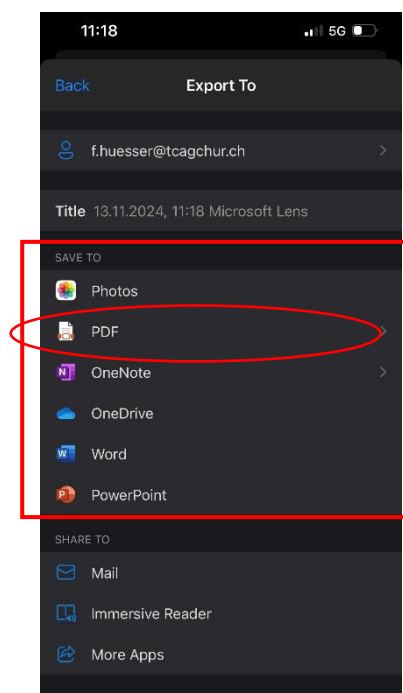 11:18 5G
Back Export To
f.huesser@tcagchur.ch
Title 13.11.2024, 11:18 Microsoft Lens
SAVE TO
Photos
PDF
N OneNote
OneDrive
W Word
P PowerPoint
SHARE TO
Mail
Immersive Reader
More Apps